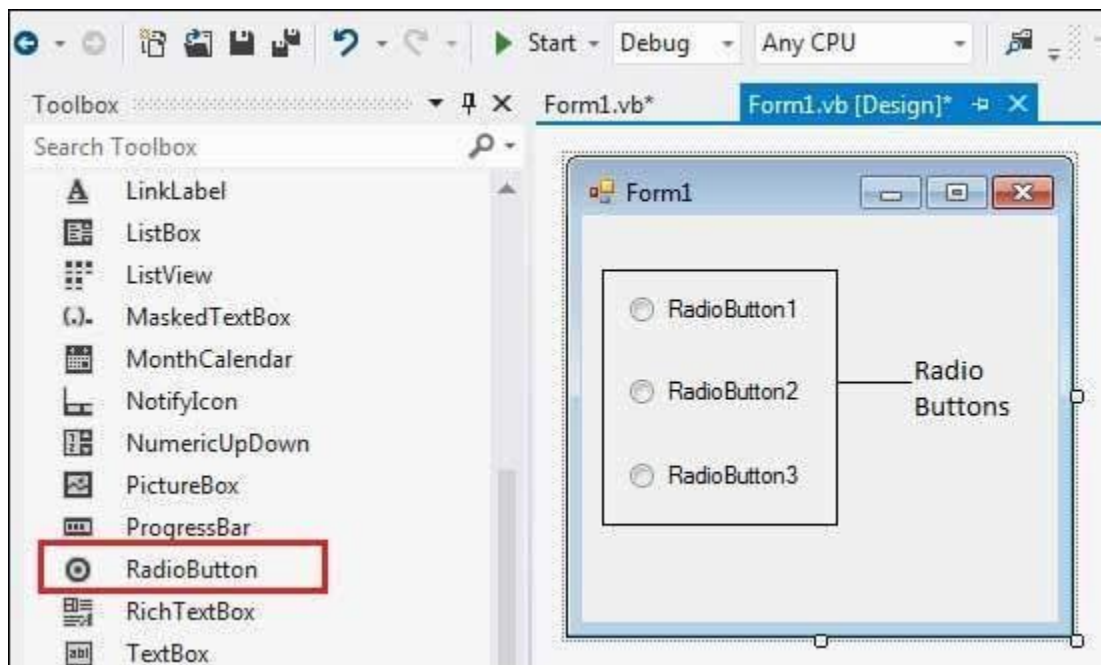 Start Debug Any CPU
Toolbox
Form1.vb*
Form1.vb [Design]*
Search Toolbox
LinkLabel
ListBox
ListView
MaskedTextBox
MonthCalendar
NotifyIcon
NumericUpDown
PictureBox
ProgressBar
RadioButton
RichTextBox
abl TextBox
Form1
RadioButton1
RadioButton2
RadioButton3
Radio
Buttons